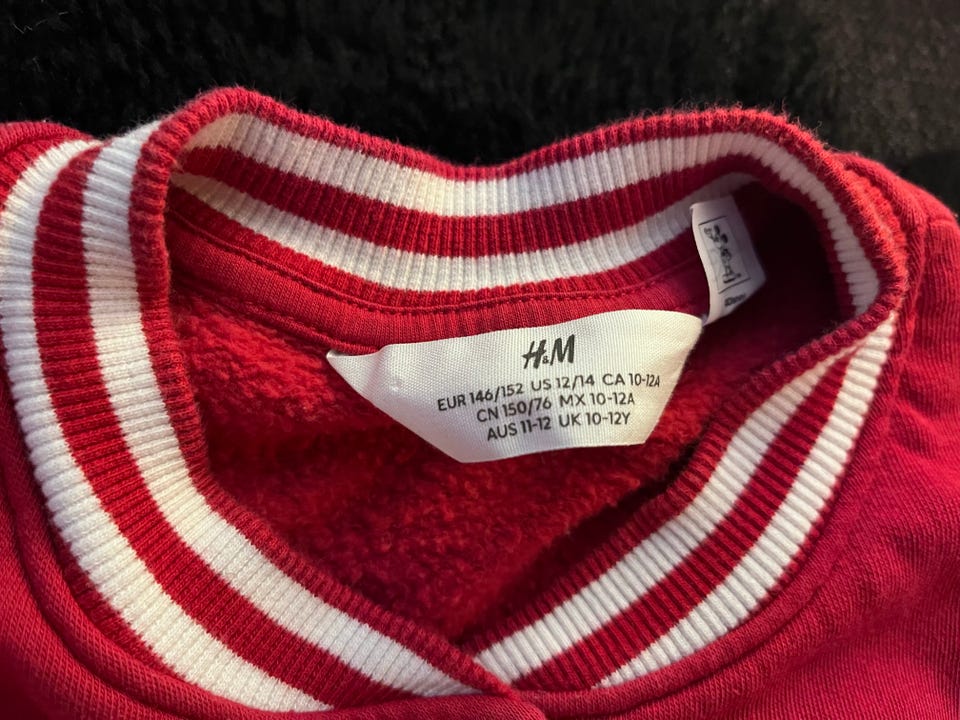 H&M
EUR 146/152 US 12/14 CA 10-12A
CN 150/76 MX 10-12A
AUS 11-12 UK 10-12Y